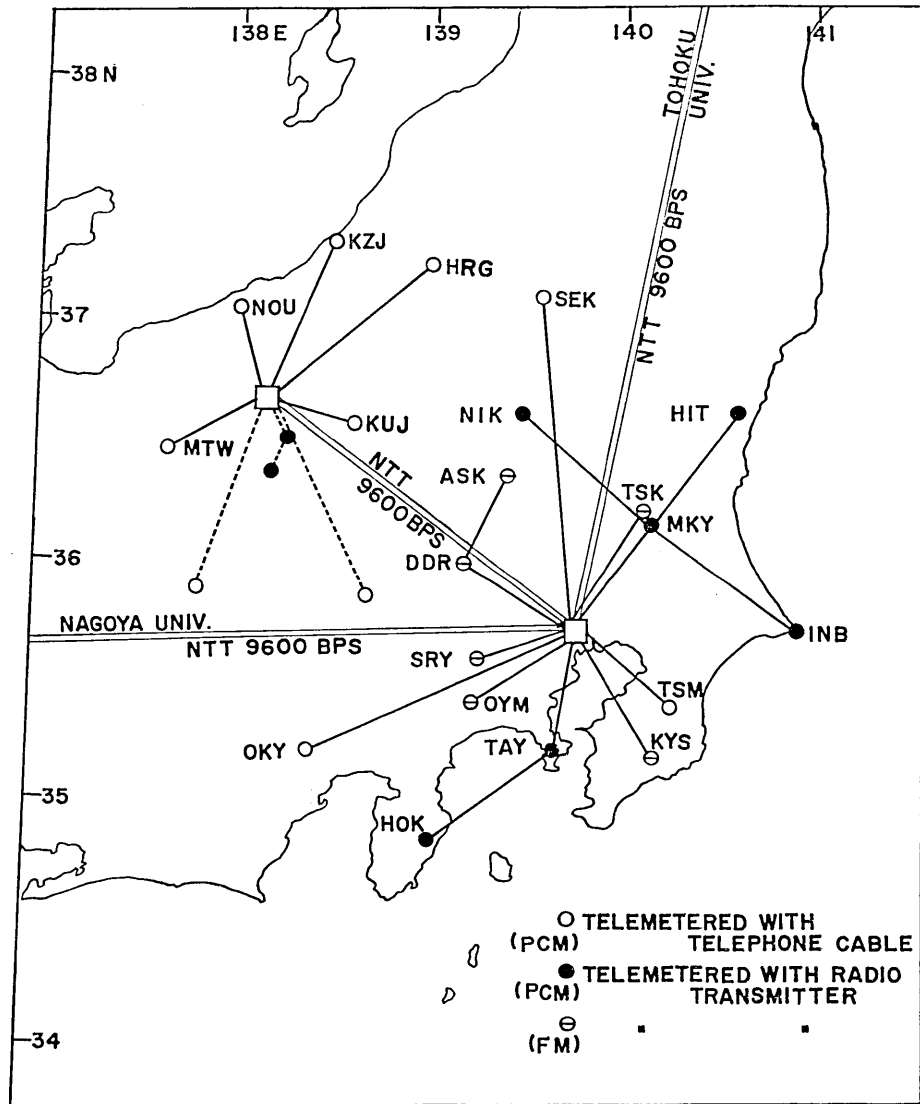 138E 139 140 141
38N
TOHOKU
UNIV.
NTT 9600 BPS
KZJ
HRG
NOU
SEK
37
NIK
HIT
KUJ
MTW
NTT
9600 BPS
ASK
TSK
MKY
36
DDR
NAGOYA UNIV.
NTT 9600 BPS
INB
SRY
TSM
OYM
KYS
OKY
TAY
35
HOK
TELEMETERED WITH
(PCM) TELEPHONE CABLE
TELEMETERED WITH RADIO
(PCM) TRANSMITTER
(FM) " "
34